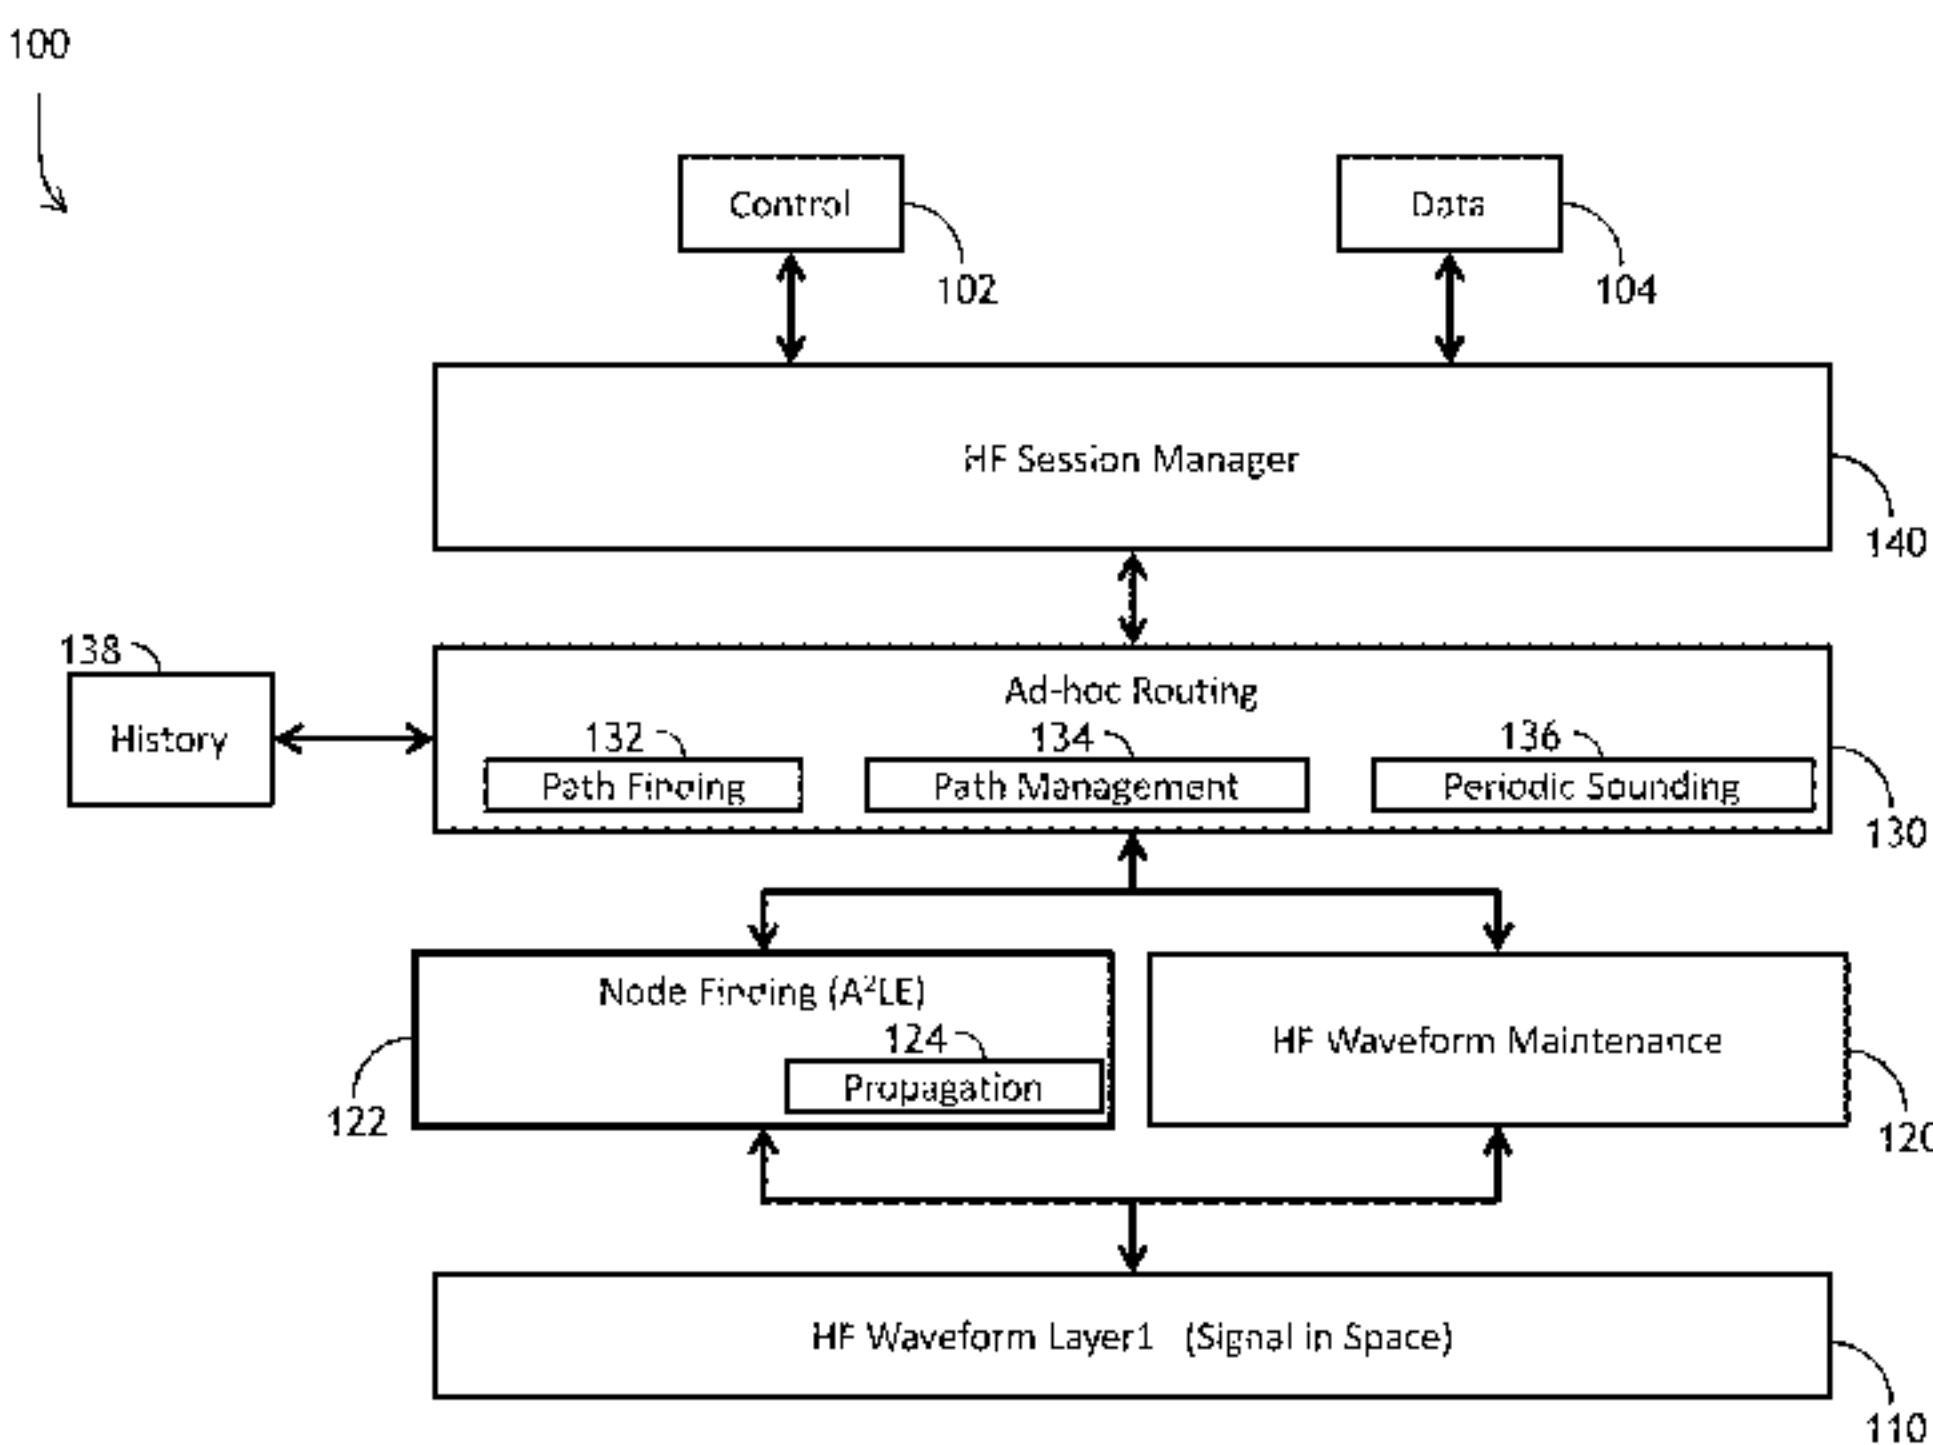 100
Control
Data
102
104
HF Session Manager
140
138
History
Ad-hoc Routing
132
134
136
Path Finding
Path Management
Periodic Sounding
130
Node Finding (A²LE)
124
Propagation
HF Waveform Maintenance
122
120
HF Waveform Layer1 (Signal in Space)
110